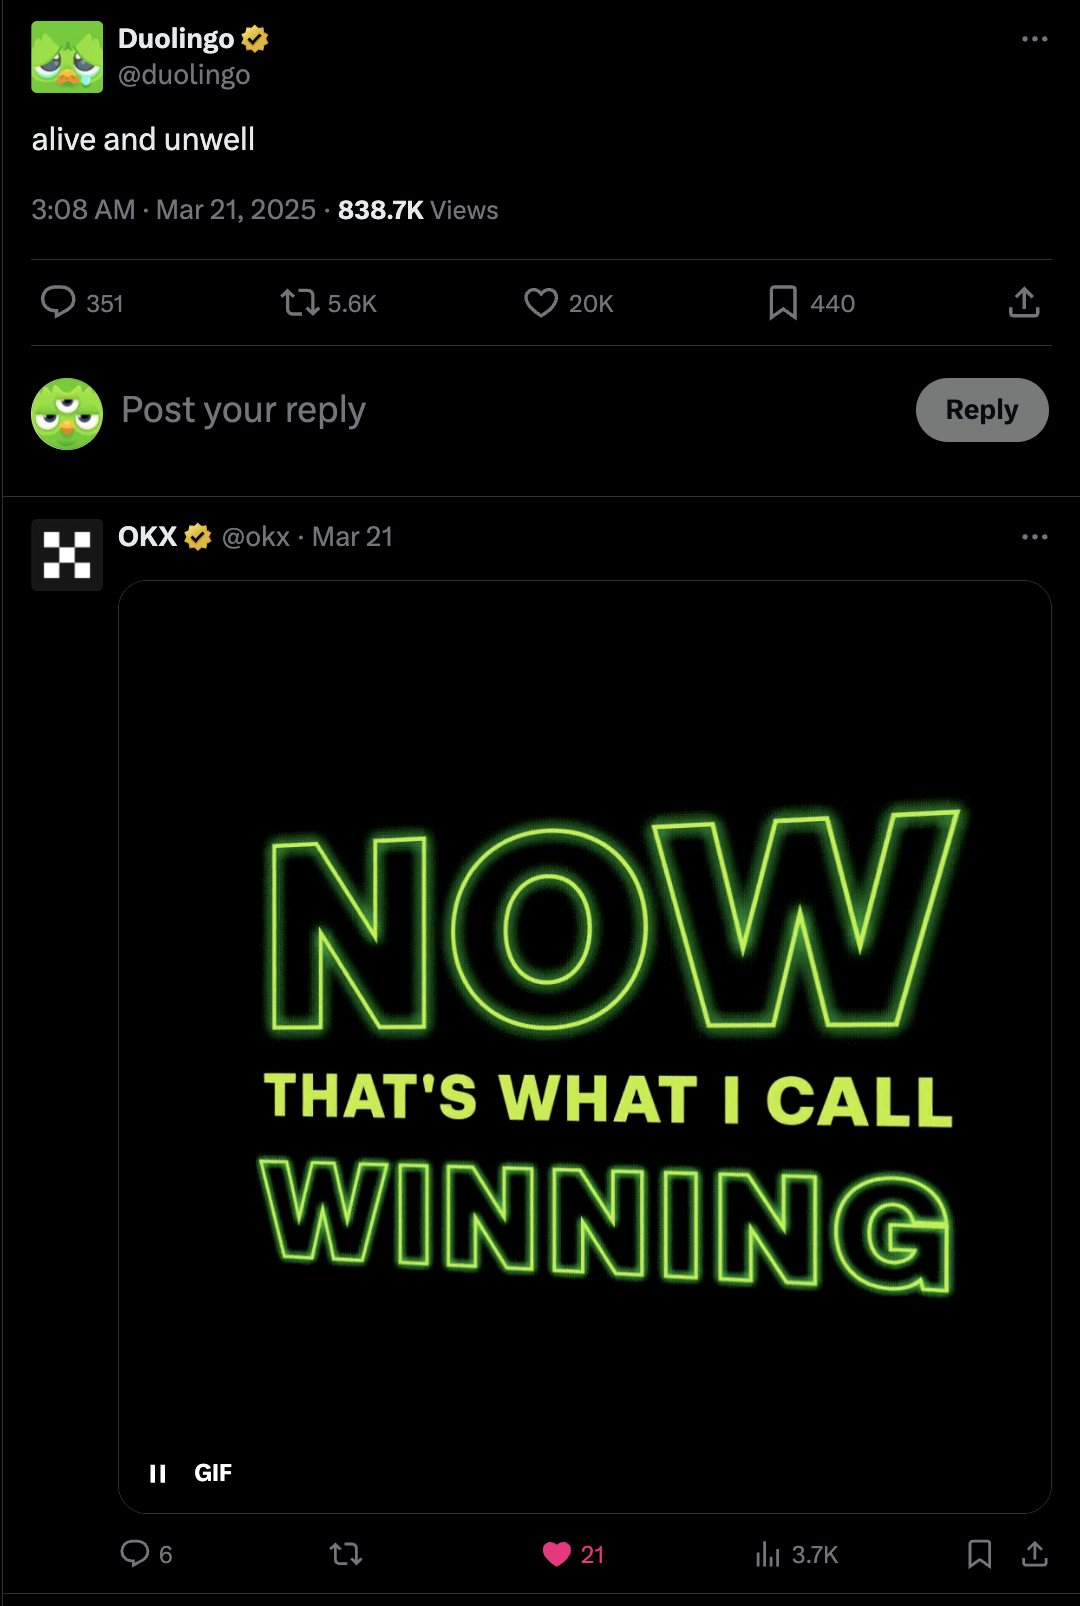 Duolingo
@duolingo
alive and unwell
3:08 AM · Mar 21, 2025 · 838.7K Views
351 5.6K 20K 440
Post your reply
Reply
OKX @okx · Mar 21
NOW
THAT'S WHAT I CALL
WINNING
GIF
6 21 3.7K